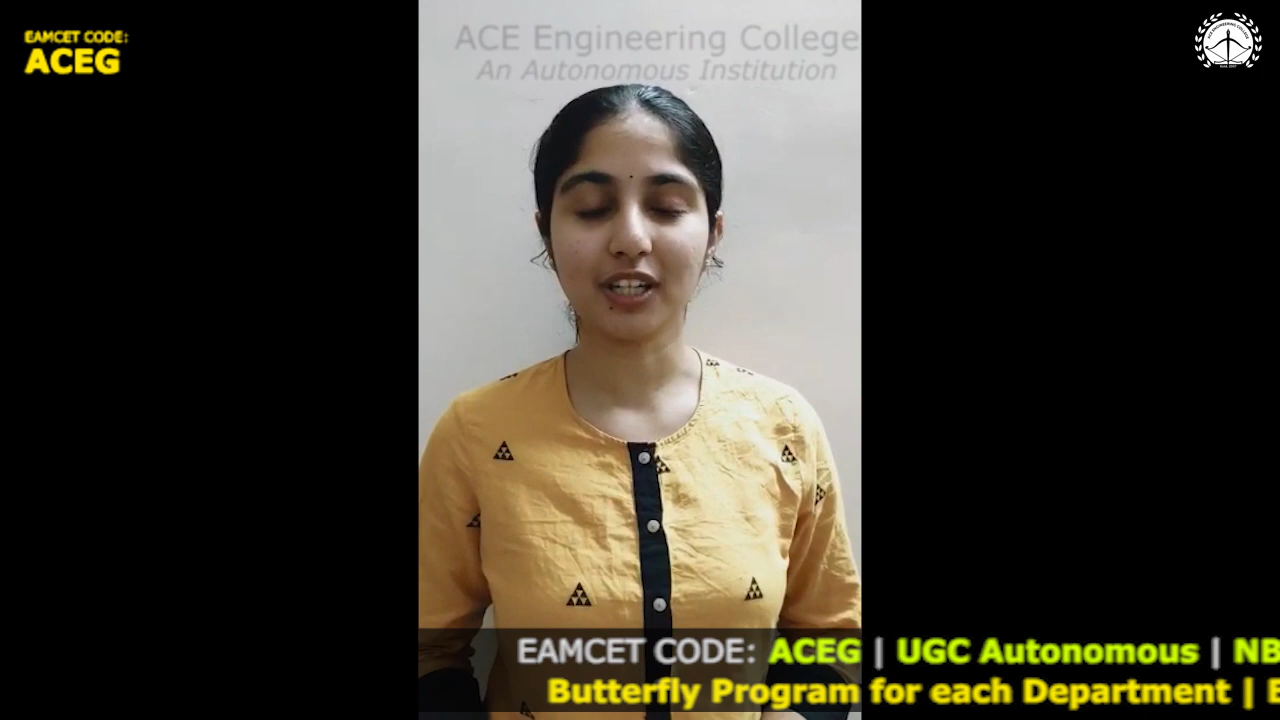 EAMCET CODE:
ACEG
ACE Engineering College
An Autonomous Institution
EAMCET CODE: ACEG | UGC Autonomous | NB
Butterfly Program for each Department | E